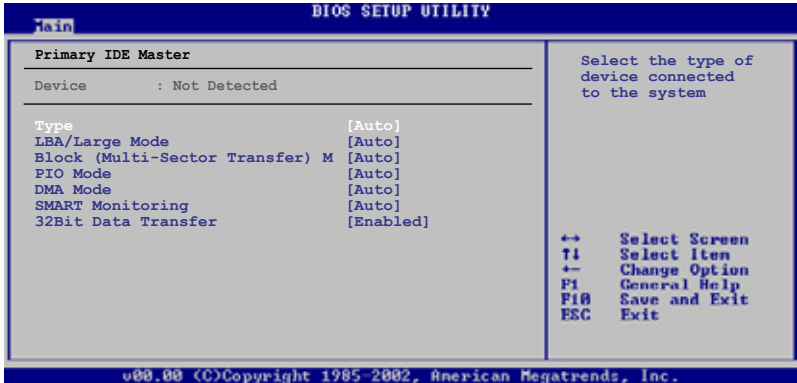 BIOS SETUP UTILITY
Main
Primary IDE Master
Device : Not Detected
Type [Auto]
LBA/Large Mode [Auto]
Block (Multi-Sector Transfer) M [Auto]
PIO Mode [Auto]
DMA Mode [Auto]
SMART Monitoring [Auto]
32Bit Data Transfer [Enabled]
Select the type of
device connected
to the system
←→ Select Screen
↑↓ Select Item
+- Change Option
F1 General Help
F10 Save and Exit
ESC Exit
v00.00 (C)Copyright 1985-2002, American Megatrends, Inc.